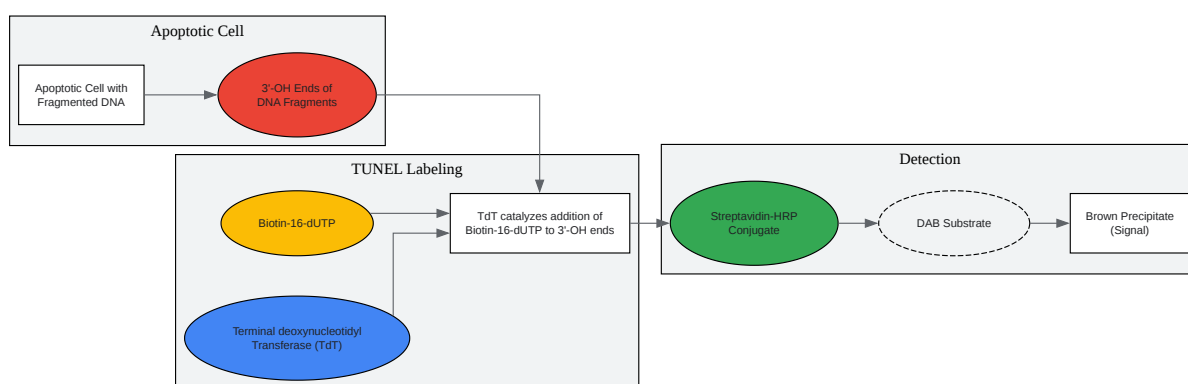 Apoptotic Cell
Apoptotic Cell with
Fragmented DNA
3'-OH Ends of
DNA Fragments
TUNEL Labeling
Biotin-16-dUTP
Terminal deoxynucleotidyl
Transferase (TdT)
TdT catalyzes addition of
Biotin-16-dUTP to 3'-OH ends
Detection
Streptavidin-HRP
Conjugate
DAB Substrate
Brown Precipitate
(Signal)